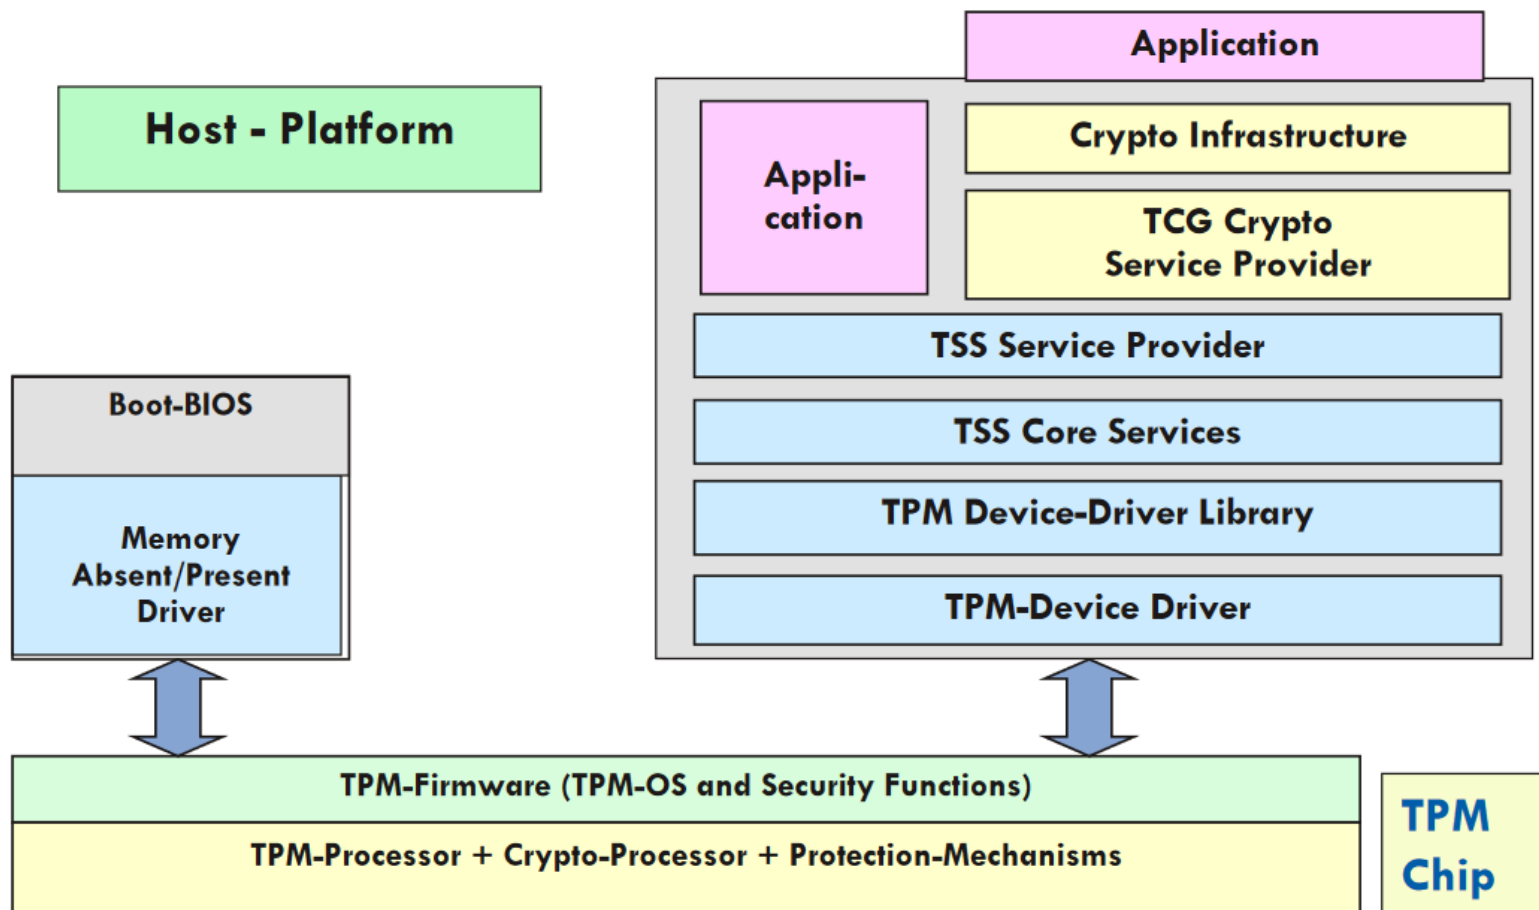 Application
Host - Platform
Appli-
cation
Crypto Infrastructure
TCG Crypto
Service Provider
TSS Service Provider
Boot-BIOS
TSS Core Services
Memory
Absent/Present
Driver
TPM Device-Driver Library
TPM-Device Driver
TPM-Firmware (TPM-OS and Security Functions)
TPM-Processor + Crypto-Processor + Protection-Mechanisms
TPM
Chip